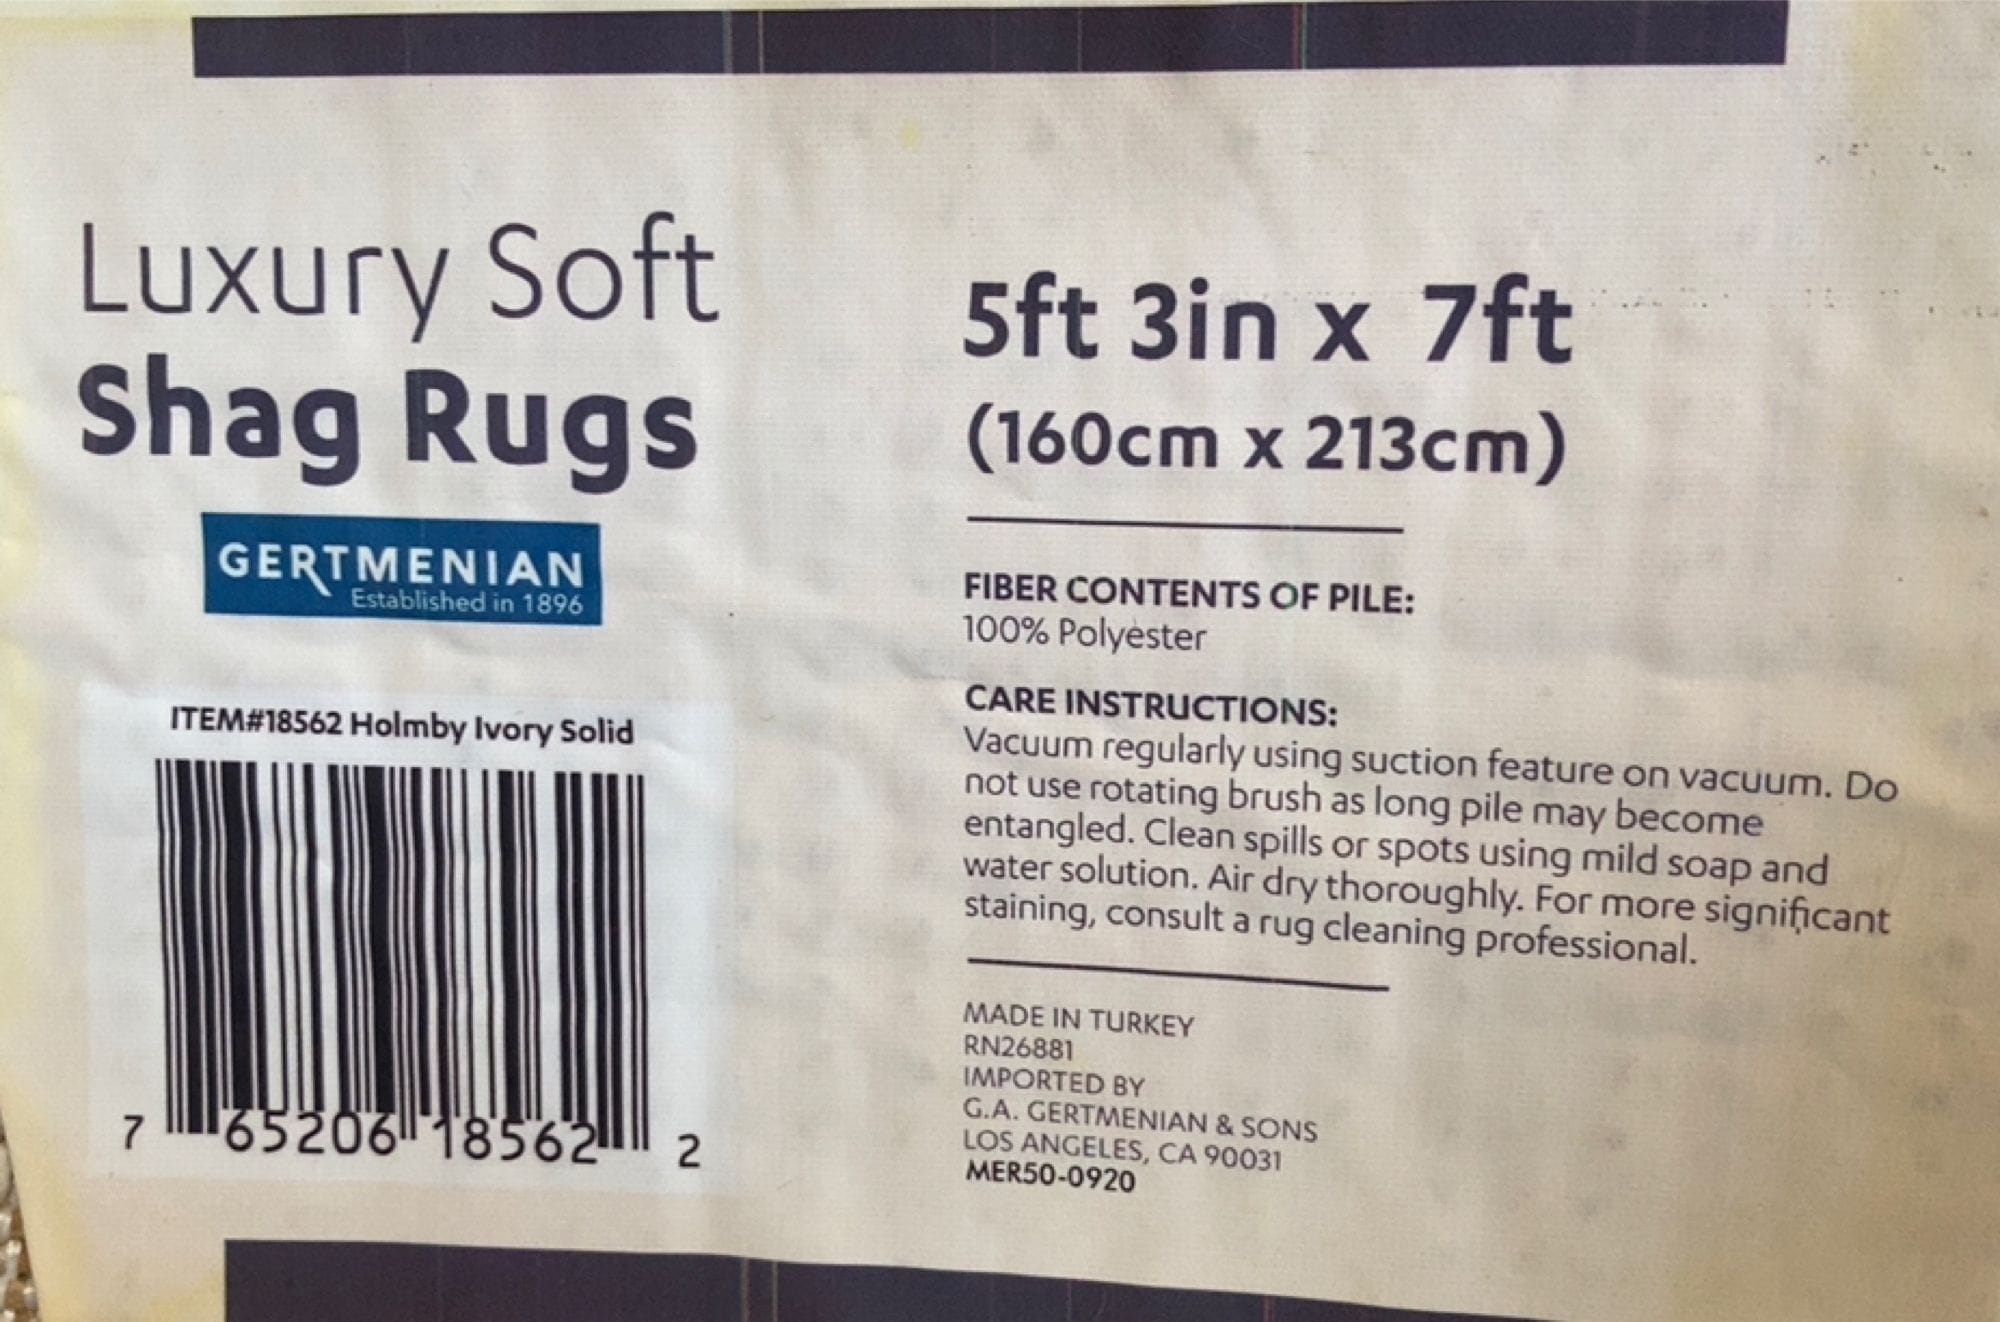 Luxury Soft
Shag Rugs
GERTMENIAN
Established in 1896
ITEM#18562 Holmby Ivory Solid
7 65206 18562 2
5ft 3in x 7ft
(160cm x 213cm)
FIBER CONTENTS OF PILE:
100% Polyester
CARE INSTRUCTIONS:
Vacuum regularly using suction feature on vacuum. Do
not use rotating brush as long pile may become
entangled. Clean spills or spots using mild soap and
water solution. Air dry thoroughly. For more significant
staining, consult a rug cleaning professional.
MADE IN TURKEY
RN26881
IMPORTED BY
G.A. GERTMENIAN & SONS
LOS ANGELES, CA 90031
MER50-0920